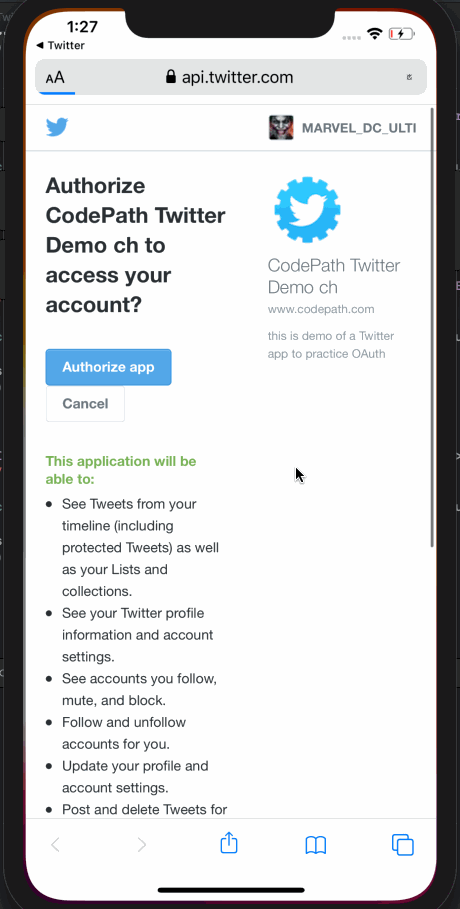 1:27
◀ Twitter
AA
api.twitter.com
MARVEL_DC_ULTI
Authorize
CodePath Twitter
Demo ch to
access your
account?
Authorize app
Cancel
CodePath Twitter
Demo ch
www.codepath.com
this is demo of a Twitter
app to practice OAuth
This application will be
able to:
• See Tweets from your
timeline (including
protected Tweets) as well
as your Lists and
collections.
• See your Twitter profile
information and account
settings.
• See accounts you follow,
mute, and block.
• Follow and unfollow
accounts for you.
• Update your profile and
account settings.
• Post and delete Tweets for